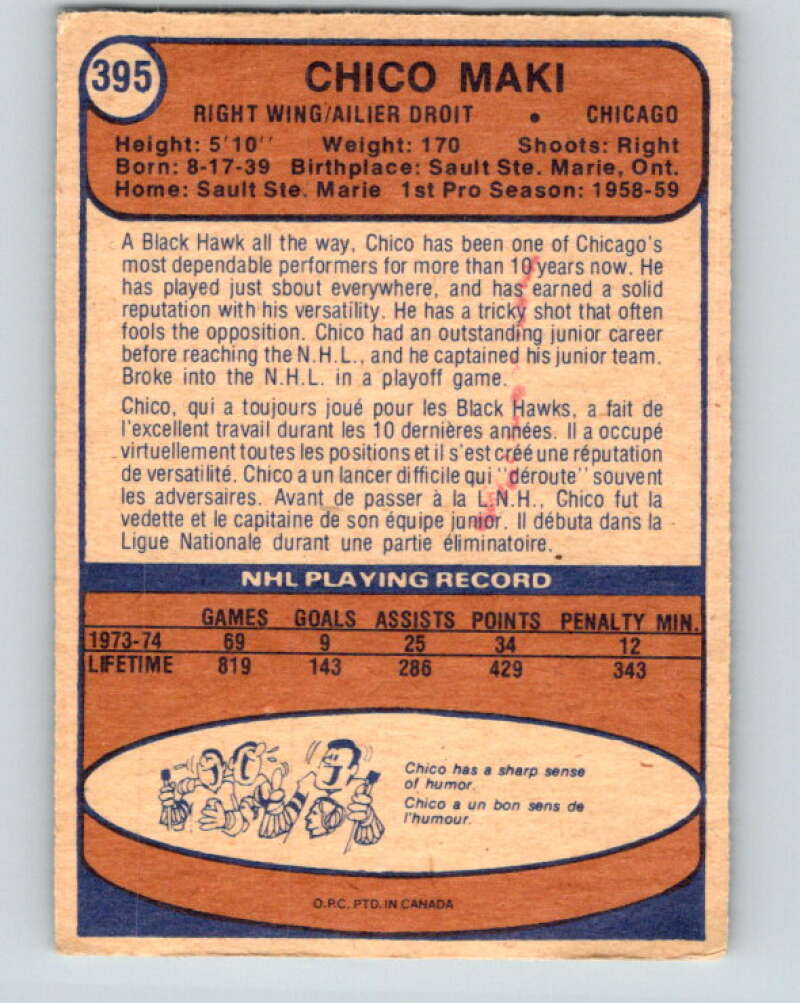 395
CHICO MAKI
RIGHT WING/AILIER DROIT • CHICAGO
Height: 5'10" Weight: 170 Shoots: Right
Born: 8-17-39 Birthplace: Sault Ste. Marie, Ont.
Home: Sault Ste. Marie 1st Pro Season: 1958-59
A Black Hawk all the way, Chico has been one of Chicago's
most dependable performers for more than 10 years now. He
has played just sbout everywhere, and has earned a solid
reputation with his versatility. He has a tricky shot that often
fools the opposition. Chico had an outstanding junior career
before reaching the N.H.L., and he captained his junior team.
Broke into the N.H.L. in a playoff game.
Chico, qui a toujours joué pour les Black Hawks, a fait de
l'excellent travail durant les 10 dernières années. Il a occupé
virtuellement toutes les positions et il s'est créé une réputation
de versatilité. Chico a un lancer difficile qui "déroute" souvent
les adversaires. Avant de passer à la L.N.H., Chico fut la
vedette et le capitaine de son équipe junior. Il débuta dans la
Ligue Nationale durant une partie éliminatoire.
NHL PLAYING RECORD
GAMES GOALS ASSISTS POINTS PENALTY MIN.
1973-74 69 9 25 34 12
LIFETIME 819 143 286 429 343
Chico has a sharp sense
of humor.
Chico a un bon sens de
l'humour.
O.P.C. PTD. IN CANADA